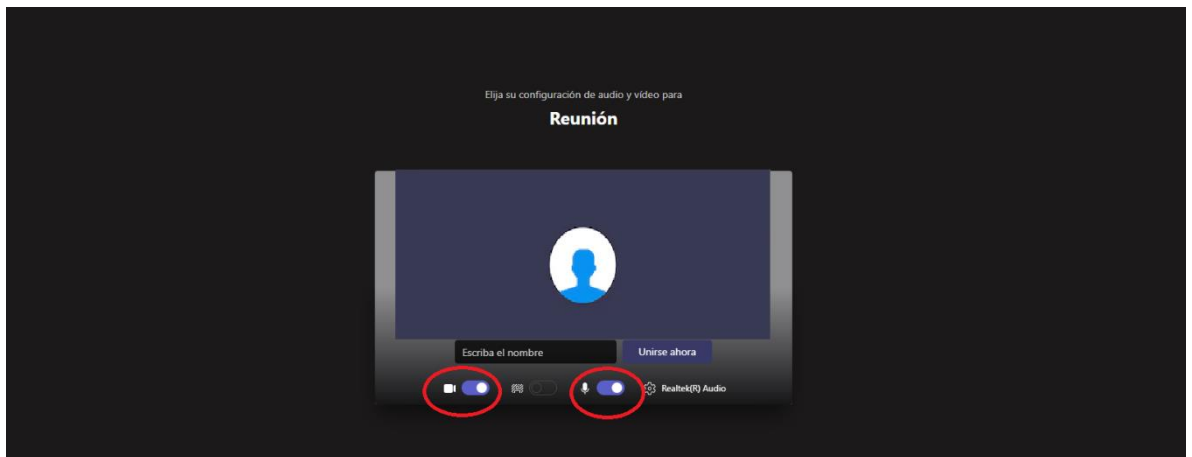 Elija su configuración de audio y vídeo para
Reunión
Escriba el nombre
Unirse ahora
Realtek(R) Audio